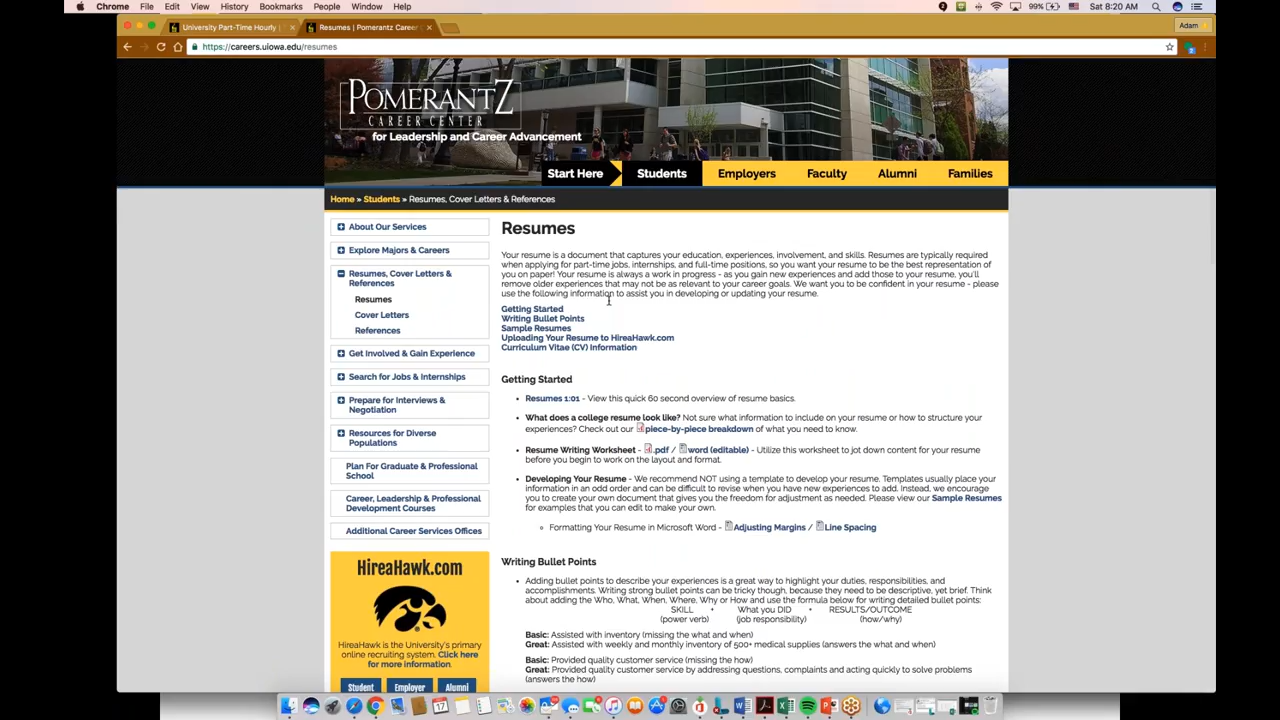 Chrome File Edit View History Bookmarks People Window Help 99% Sat 8:20 AM
University Part-Time Hourly Resumes | Pomerantz Career Adam
https://careers.uiowa.edu/resumes
POMERANTZ
CAREER CENTER
for Leadership and Career Advancement
Start Here Students Employers Faculty Alumni Families
Home » Students » Resumes, Cover Letters & References
About Our Services
Explore Majors & Careers
Resumes, Cover Letters &
References
Resumes
Cover Letters
References
Get Involved & Gain Experience
Search for Jobs & Internships
Prepare for Interviews &
Negotiation
Resources for Diverse
Populations
Plan For Graduate & Professional
School
Career, Leadership & Professional
Development Courses
Additional Career Services Offices
HireaHawk.com
HireaHawk is the University's primary
online recruiting system. Click here
for more information.
Student Employer Alumni
Resumes
Your resume is a document that captures your education, experiences, involvement, and skills. Resumes are typically required
when applying for part-time jobs, internships, and full-time positions, so you want your resume to be the best representation
of you on paper! Your resume is always a work in progress - as you gain new experiences and add those to your resume, you'll
remove older experiences that may not be as relevant to your career goals. We want you to be confident in your resume - please
use the following information to assist you in developing or updating your resume.
Getting Started
Writing Bullet Points
Sample Resumes
Uploading Your Resume to HireaHawk.com
Curriculum Vitae (CV) Information
Getting Started
• Resumes 1:01 - View this quick 60 second overview of resume basics.
• What does a college resume look like? Not sure what information to include on your resume or how to structure your
experiences? Check out our piece-by-piece breakdown of what you need to know.
• Resume Writing Worksheet - .pdf / word (editable) - Utilize this worksheet to jot down content for your resume
before you begin to work on the layout and format.
• Developing Your Resume - We recommend NOT using a template to develop your resume. Templates usually place your
information in an odd order and can be difficult to revise when you have new experiences to add. Instead, we encourage
you to create your own document that gives you the freedom for adjustment as needed. Please view our Sample Resumes
for examples that you can edit to make your own.
Formatting Your Resume in Microsoft Word - Adjusting Margins / Line Spacing
Writing Bullet Points
• Adding bullet points to describe your experiences is a great way to highlight your duties, responsibilities, and
accomplishments. Writing strong bullet points can be tricky though, because they need to be descriptive, yet brief. Think
about adding the Who, What, When, Where, Why or How and use the formula below for writing detailed bullet points:
SKILL + What you DID + RESULTS/OUTCOME
(power verb) (job responsibility) (how/why)
Basic: Assisted with inventory (missing the what and when)
Great: Assisted with weekly and monthly inventory of 500+ medical supplies (answers the what and when)
Basic: Provided quality customer service (missing the how)
Great: Provided quality customer service by addressing questions, complaints and acting quickly to solve problems
(answers the how)